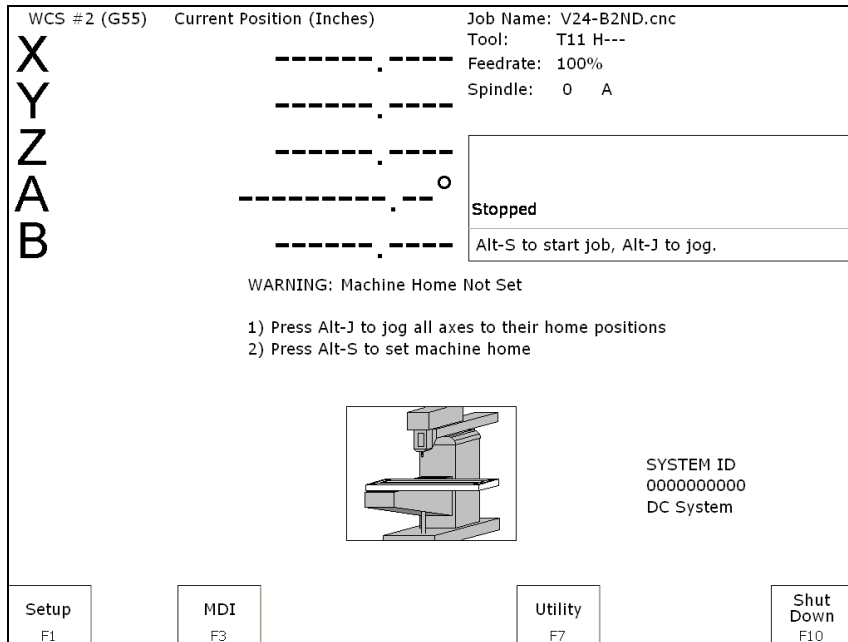 WCS #2 (G55) Current Position (Inches) Job Name: V24-B2ND.cnc
Tool: T11 H---
Feedrate: 100%
Spindle: 0 A
X ------.----
Y ------.----
Z ------.----
A ---------.--°
B ------.----
Stopped
Alt-S to start job, Alt-J to jog.
WARNING: Machine Home Not Set
1) Press Alt-J to jog all axes to their home positions
2) Press Alt-S to set machine home
SYSTEM ID
0000000000
DC System
Setup
F1
MDI
F3
Utility
F7
Shut
Down
F10